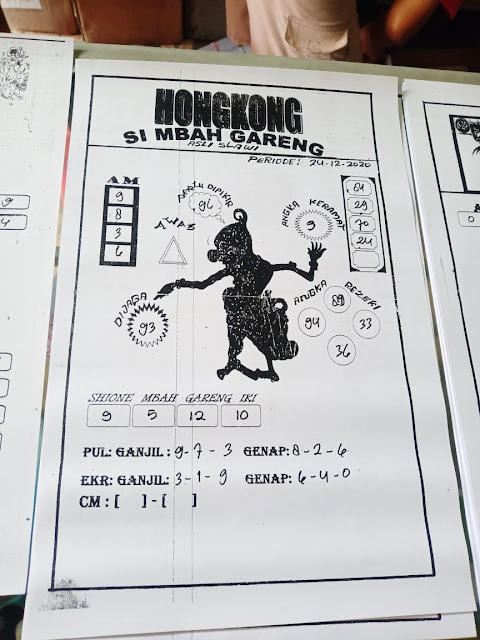 HONGKONG
SI MBAH GARENG
ASLI SLAWI
PERIODE: 24-12-2020
AM
9
8
3
6
PERLU DIPIKIR
96
AWAS
ANGKA KERAMAT
9
64
29
70
24
DIJAGA
93
ANGKA REZEKI
89
94
33
36
SHIONE MBAH GARENG IKI
9 5 12 10
PUL: GANJIL: 9-7-3 GENAP: 8-2-6
EKR: GANJIL: 3-1-9 GENAP: 6-4-0
CM : [ ] - [ ]